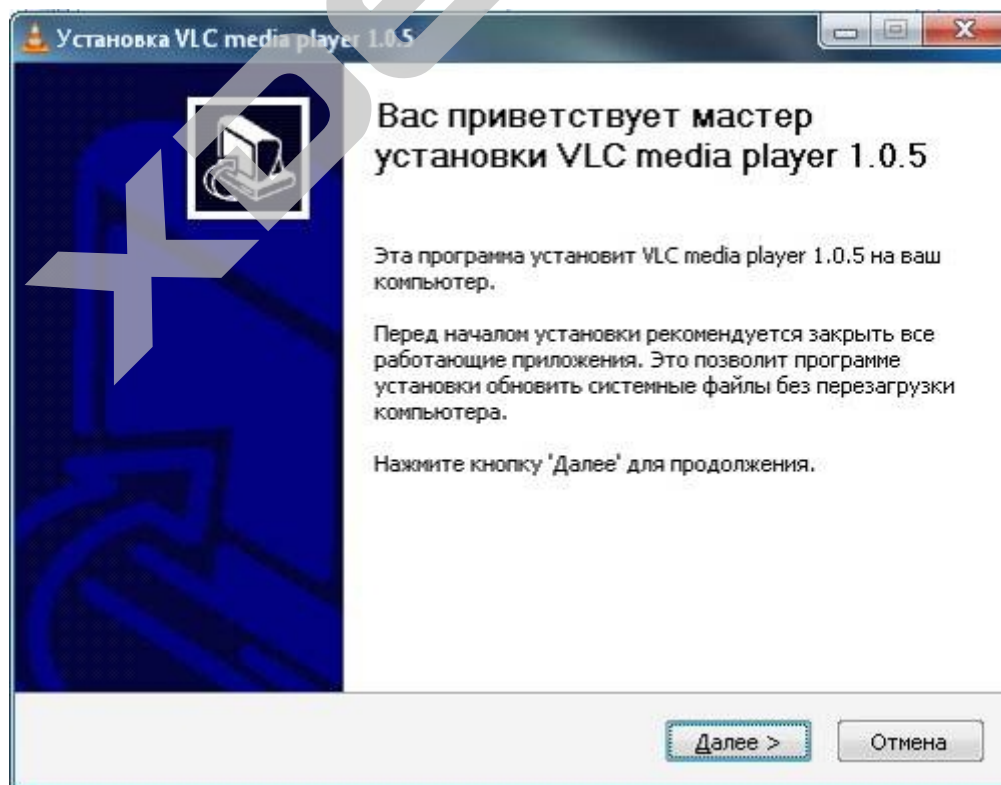 Установка VLC media player 1.0.5
Вас приветствует мастер
установки VLC media player 1.0.5
Эта программа установит VLC media player 1.0.5 на ваш
компьютер.
Перед началом установки рекомендуется закрыть все
работающие приложения. Это позволит программе
установки обновить системные файлы без перезагрузки
компьютера.
Нажмите кнопку 'Далее' для продолжения.
Далее >
Отмена